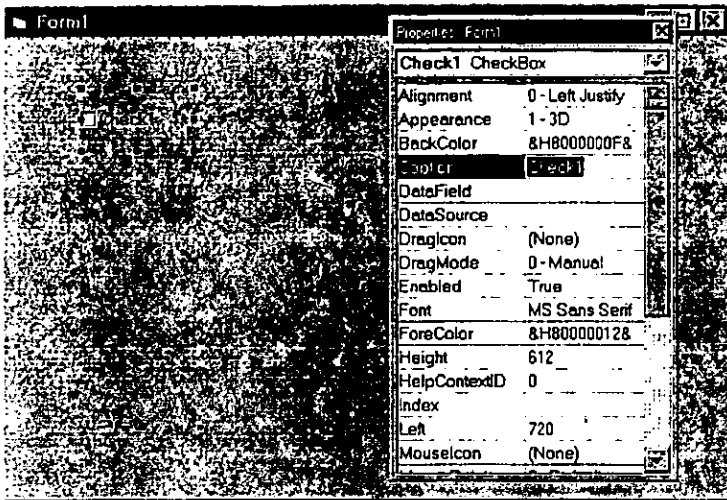 Form1
Properties - Form1
Check1 CheckBox
Check1
Alignment 0 - Left Justify
Appearance 1 - 3D
BackColor &H8000000F&
Caption Check1
DataField
DataSource
DragIcon (None)
DragMode 0 - Manual
Enabled True
Font MS Sans Serif
ForeColor &H80000012&
Height 612
HelpContextID 0
Index
Left 720
MouseIcon (None)